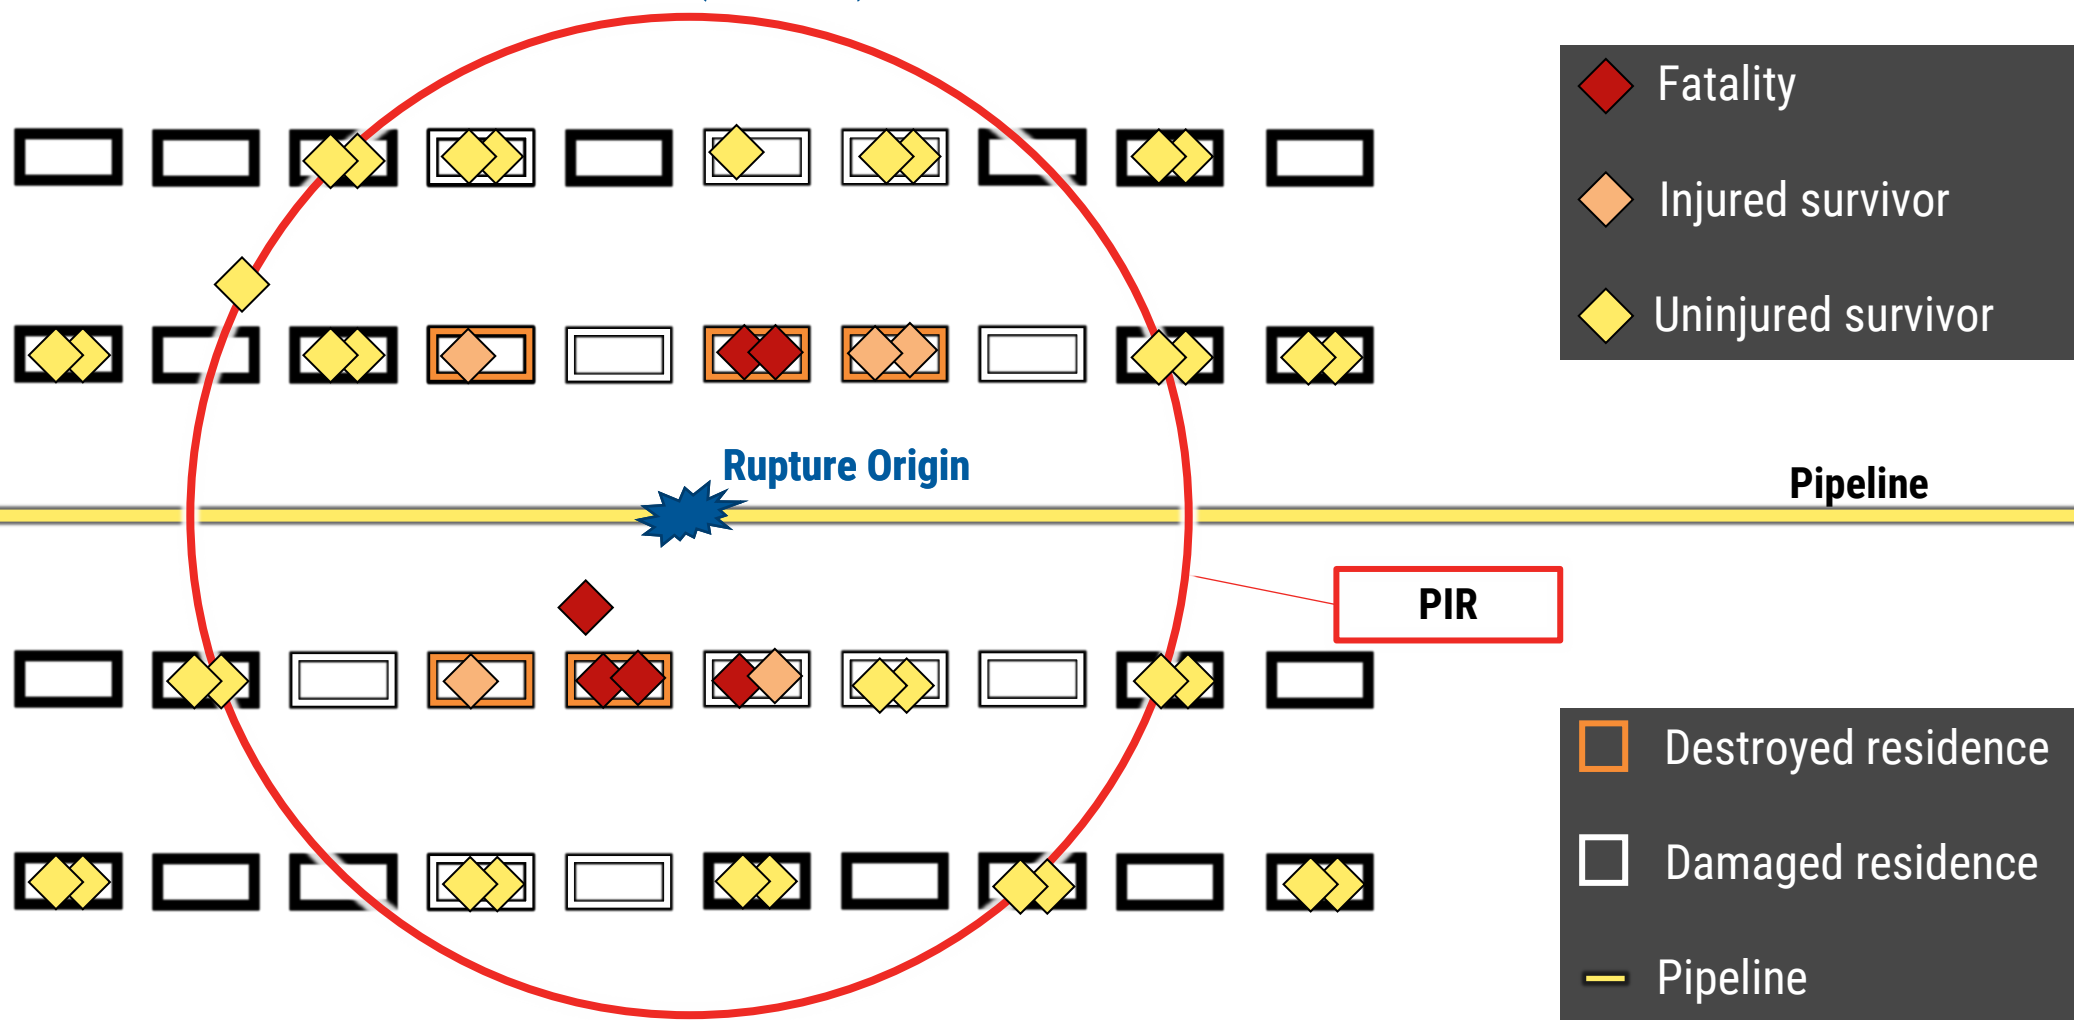 Fatality
Injured survivor
Uninjured survivor
Rupture Origin
Pipeline
PIR
Destroyed residence
Damaged residence
Pipeline